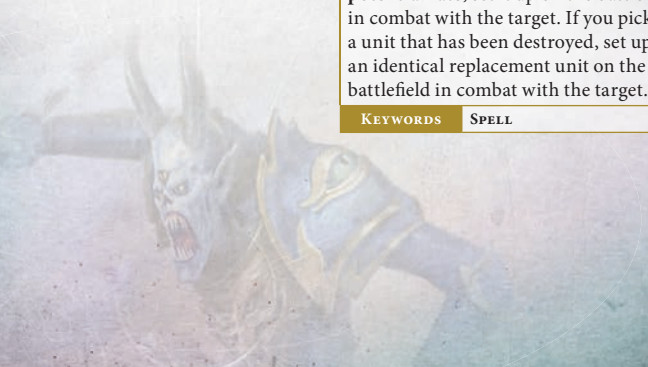 in combat with the target. If you pick
a unit that has been destroyed, set up
an identical replacement unit on the
battlefield in combat with the target.
Keywords Spell